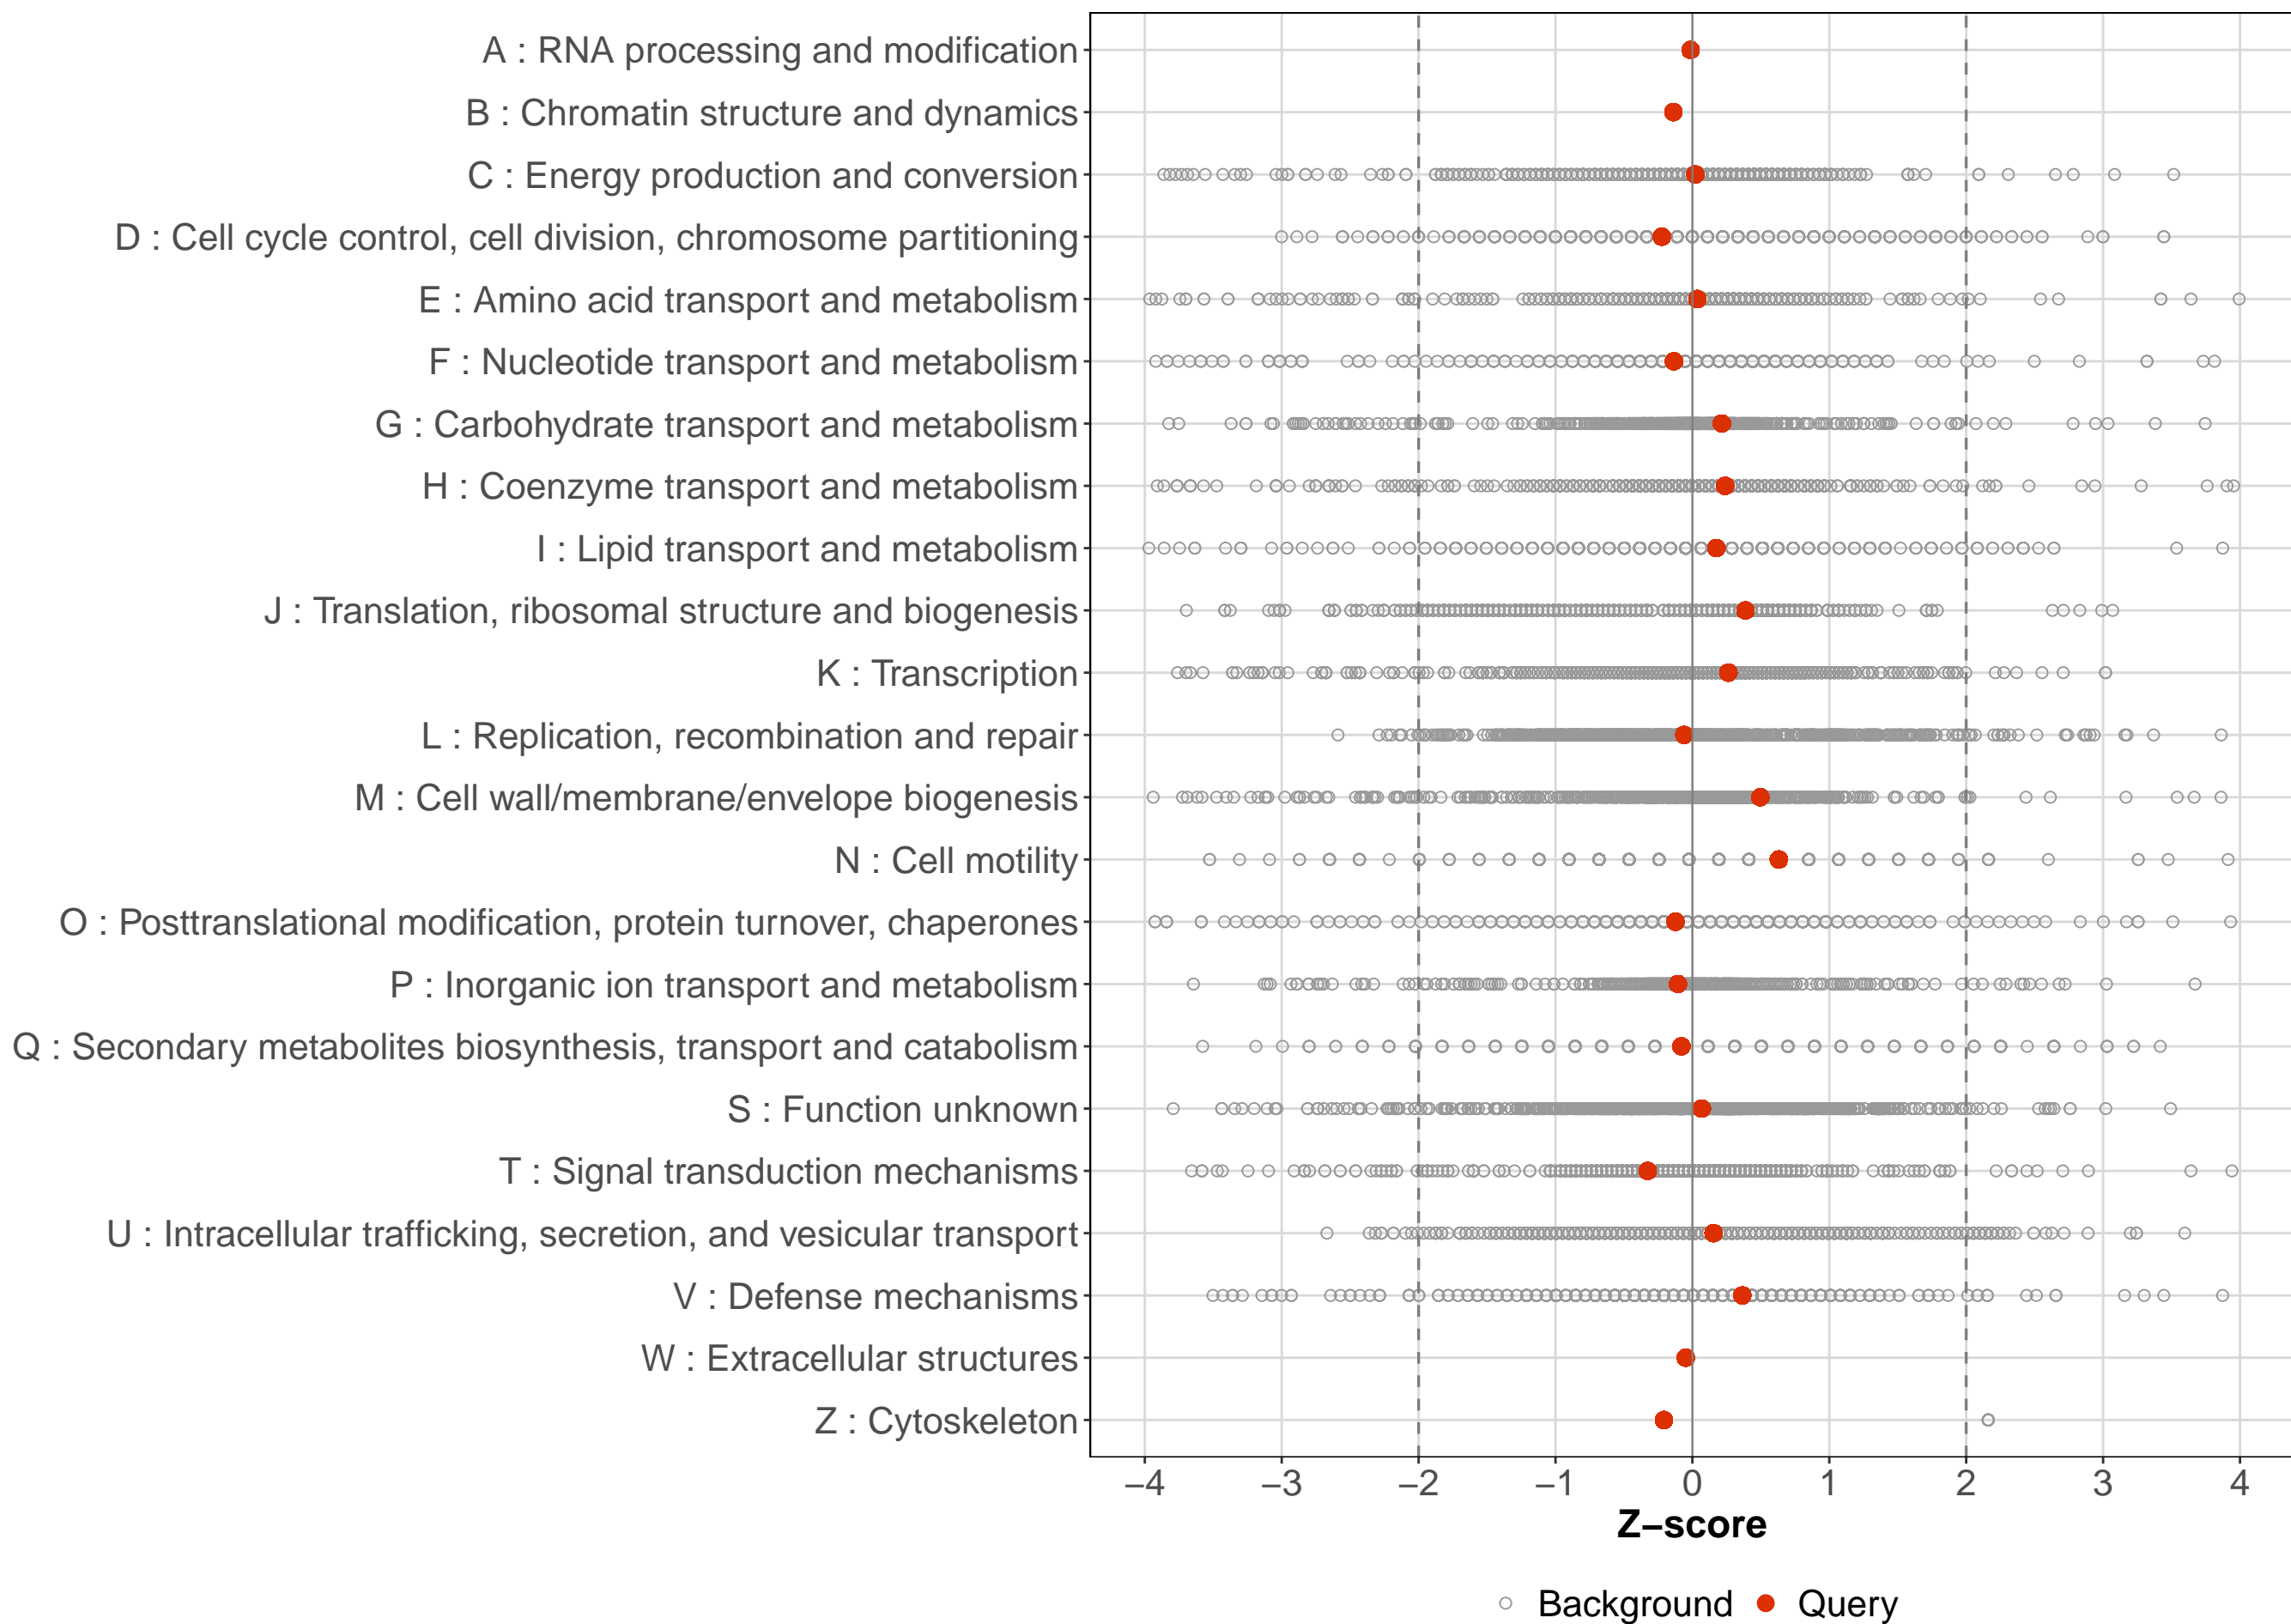 A : RNA processing and modification
B : Chromatin structure and dynamics
C : Energy production and conversion
D : Cell cycle control, cell division, chromosome partitioning
E : Amino acid transport and metabolism
F : Nucleotide transport and metabolism
G : Carbohydrate transport and metabolism
H : Coenzyme transport and metabolism
I : Lipid transport and metabolism
J : Translation, ribosomal structure and biogenesis
K : Transcription
L : Replication, recombination and repair
M : Cell wall/membrane/envelope biogenesis
N : Cell motility
O : Posttranslational modification, protein turnover, chaperones
P : Inorganic ion transport and metabolism
Q : Secondary metabolites biosynthesis, transport and catabolism
S : Function unknown
T : Signal transduction mechanisms
U : Intracellular trafficking, secretion, and vesicular transport
V : Defense mechanisms
W : Extracellular structures
Z : Cytoskeleton
−4 −3 −2 −1 0 1 2 3 4
Z−score
Background Query